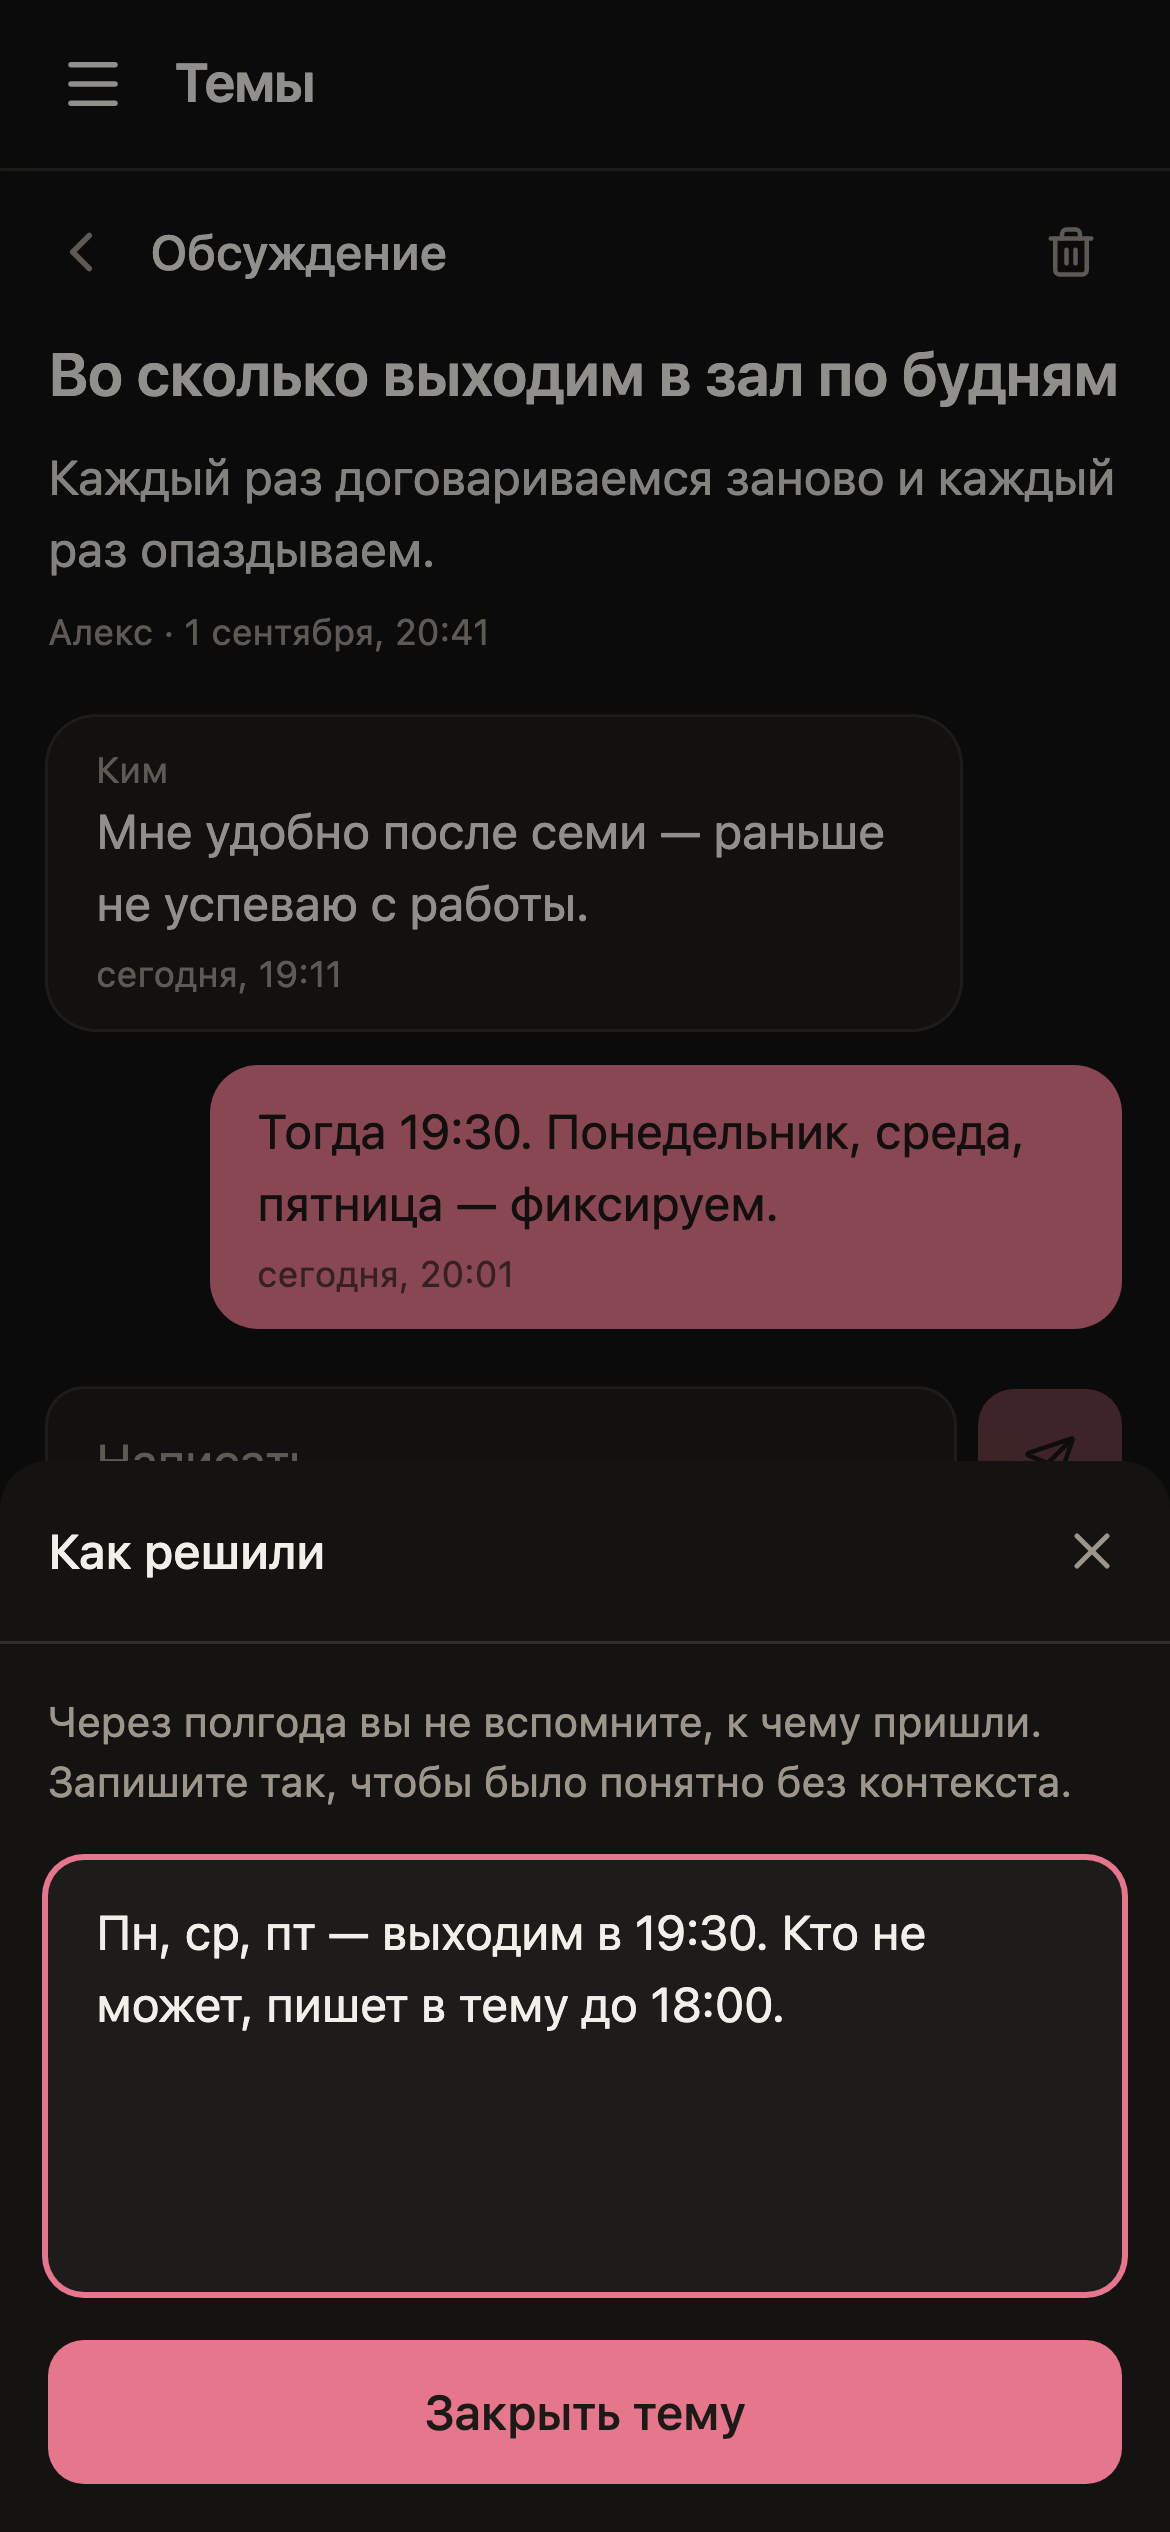 Темы
Обсуждение
Во сколько выходим в зал по будням
Каждый раз договариваемся заново и каждый
раз опаздываем.
Алекс · 1 сентября, 20:41
Ким
Мне удобно после семи — раньше
не успеваю с работы.
сегодня, 19:11
Тогда 19:30. Понедельник, среда,
пятница — фиксируем.
сегодня, 20:01
Написать
Как решили
Через полгода вы не вспомните, к чему пришли.
Запишите так, чтобы было понятно без контекста.
Пн, ср, пт — выходим в 19:30. Кто не
может, пишет в тему до 18:00.
Закрыть тему